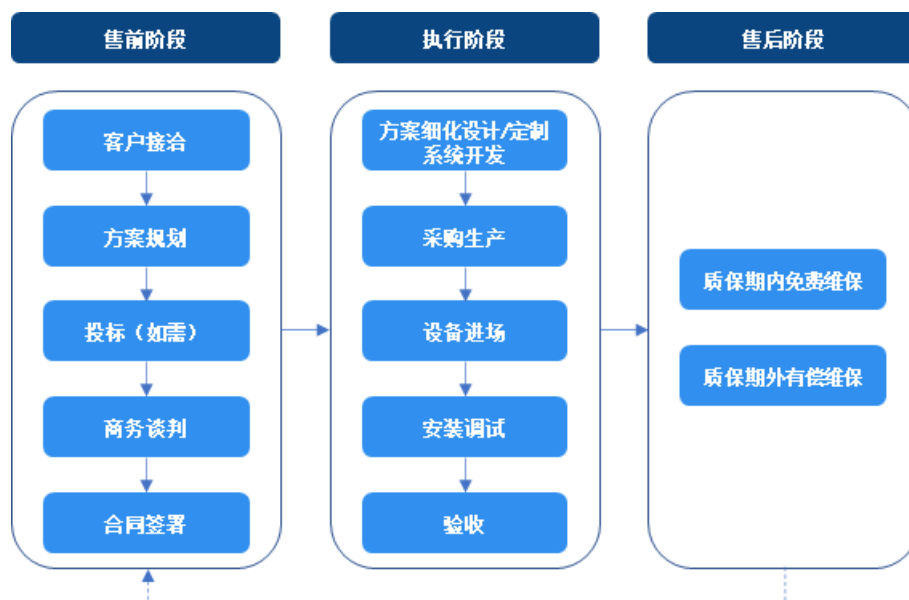 售前阶段
执行阶段
售后阶段
客户接洽
方案规划
投标（如需）
商务谈判
合同签署
方案细化设计/定制
系统开发
采购生产
设备进场
安装调试
验收
质保期内免费维保
质保期外有偿维保